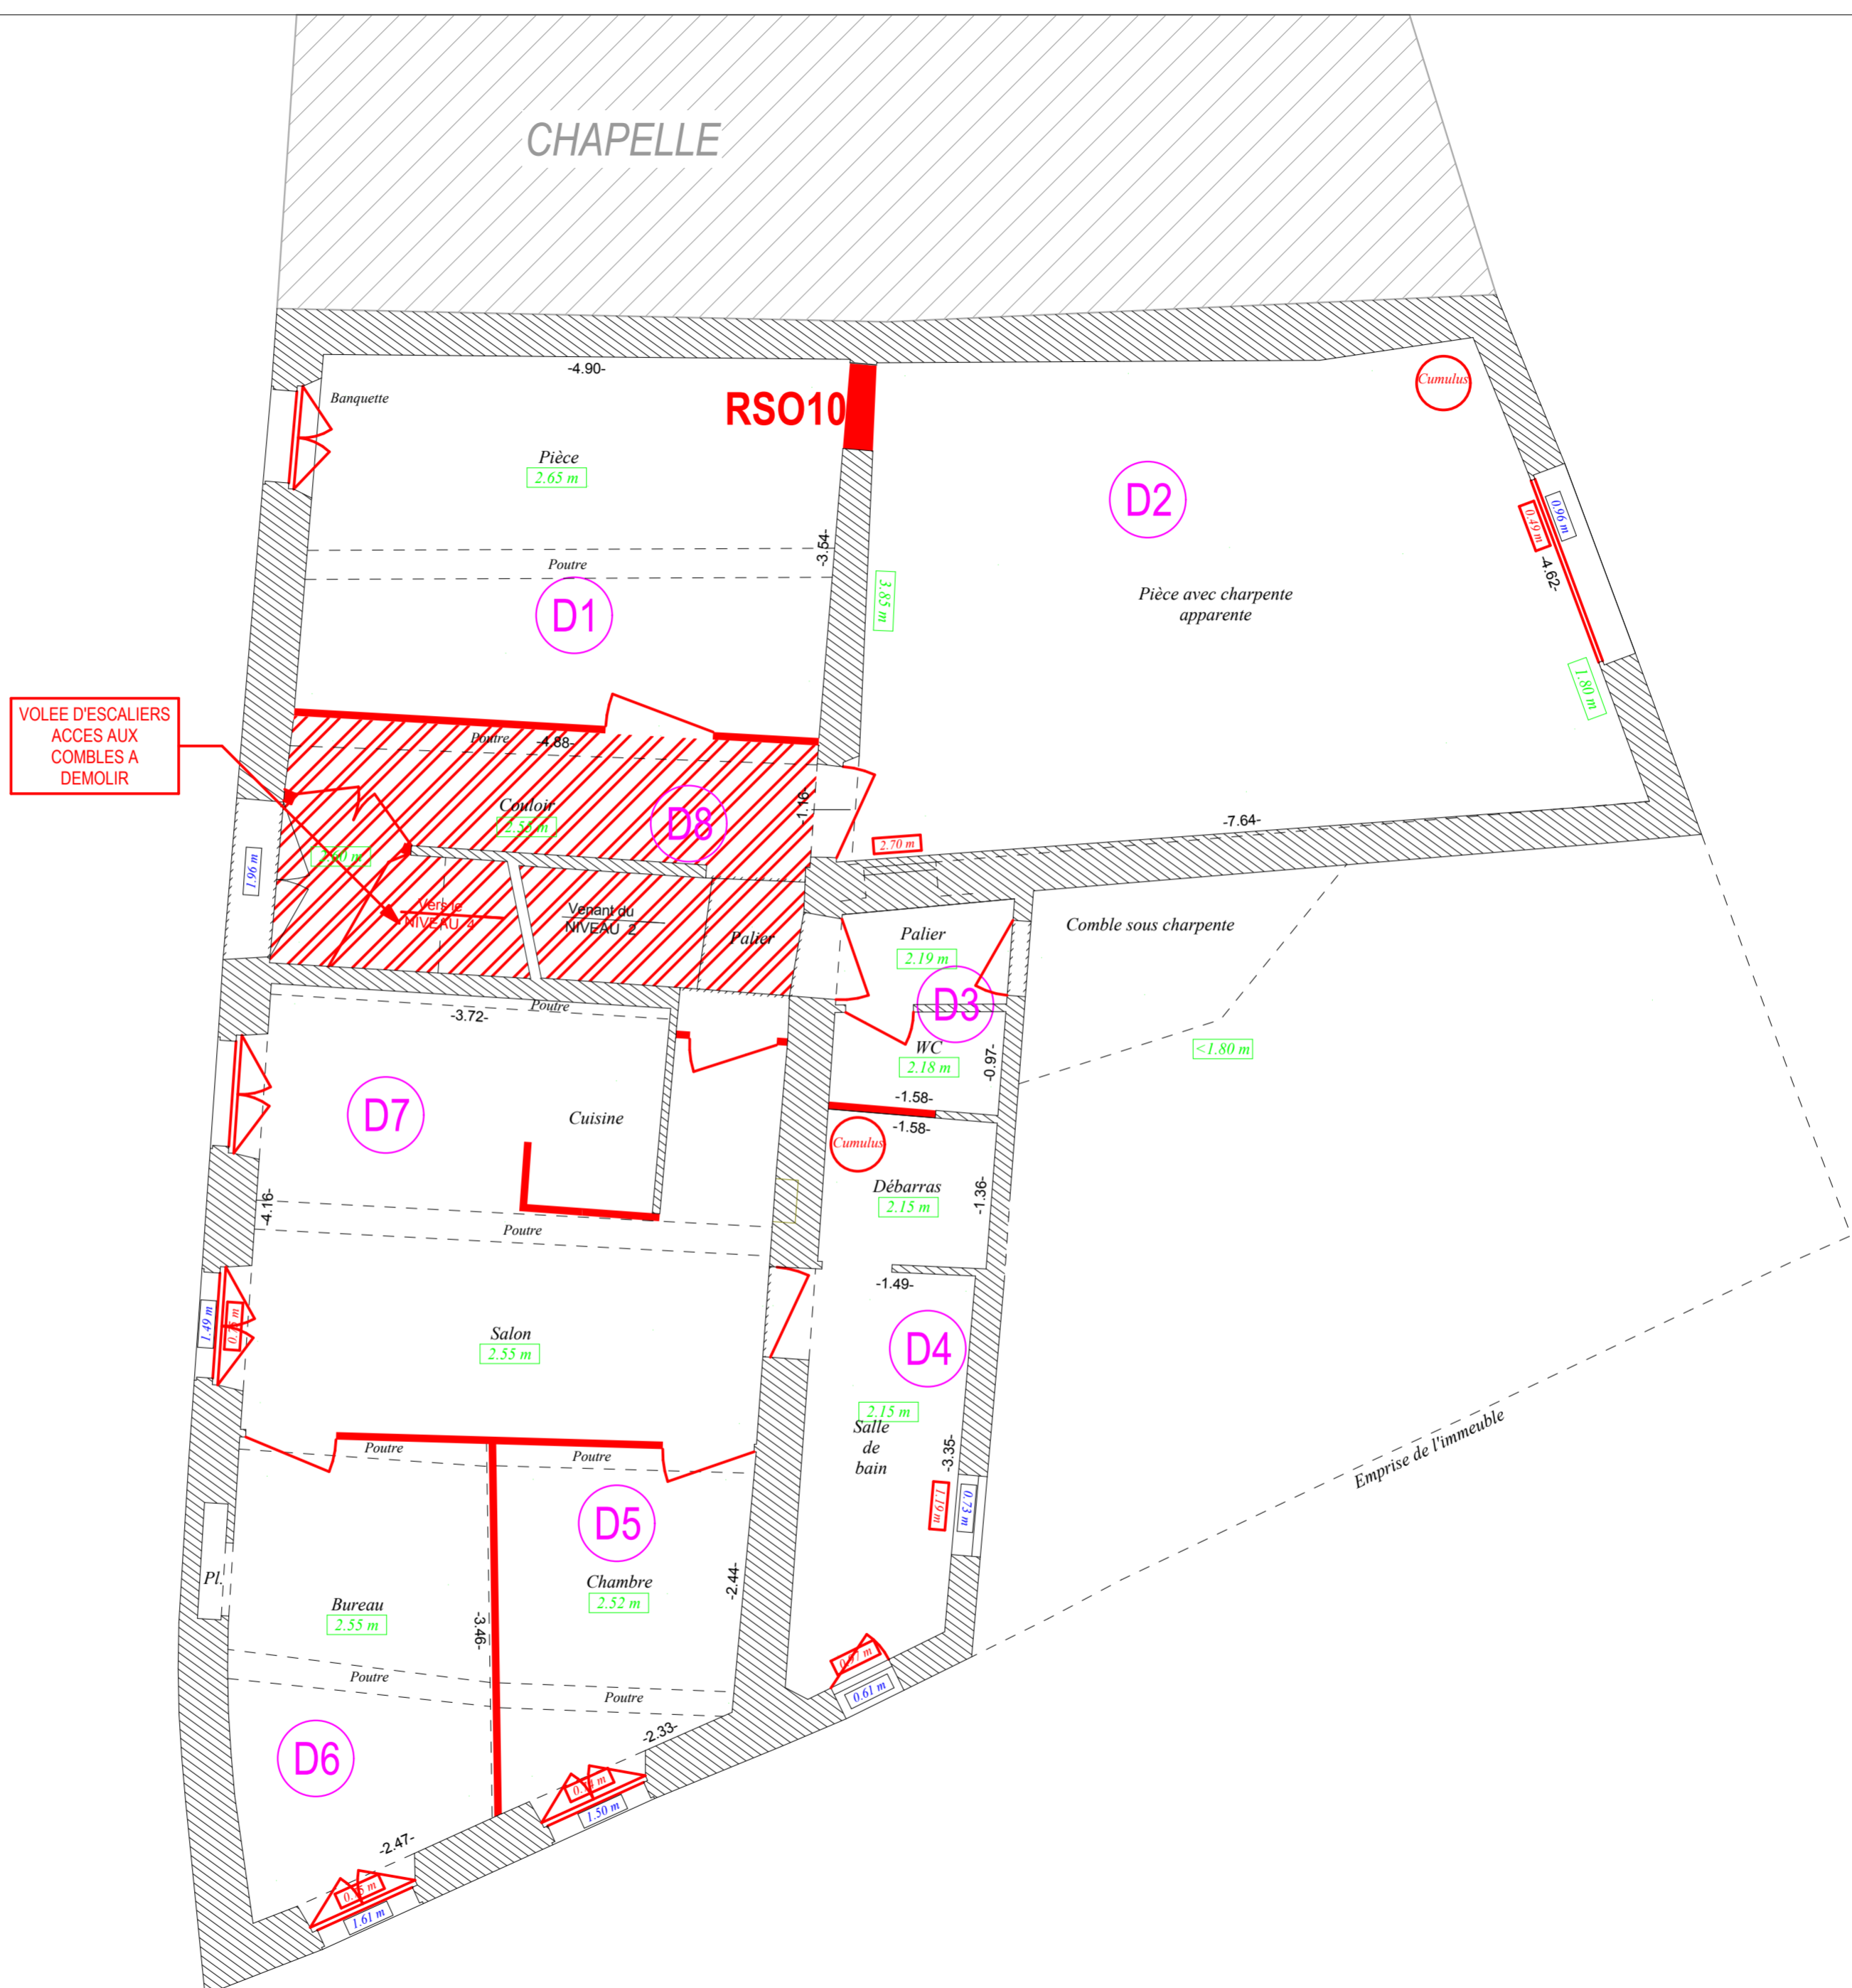 CHAPELLE
-4.90-
Banquette
RSO10
Cumulus
Pièce
2.65 m
D2
0.96 m
0.49 m
-4.62-
-3.54-
Poutre
3.85 m
Pièce avec charpente
apparente
D1
1.80 m
VOLEE D'ESCALIERS
ACCES AUX
COMBLES A
DEMOLIR
Poutre
-4.88-
Couloir
2.55 m
D8
-1.16-
-7.64-
2.70 m
1.96 m
Vers le
NIVEAU 4
Venant du
NIVEAU 2
Palier
Palier
2.19 m
Comble sous charpente
D3
Poutre
-3.72-
WC
2.18 m
-0.97-
<1.80 m
-1.58-
D7
Cuisine
-1.58-
Cumulus
Débarras
2.15 m
-1.36-
-4.16-
Poutre
-1.49-
1.49 m
Salon
2.55 m
D4
2.15 m
Salle
de
bain
-3.35-
Emprise de l'immeuble
Poutre
Poutre
1.19 m
0.73 m
D5
Pl.
Chambre
2.52 m
-2.44-
Bureau
2.55 m
-3.46-
0.97 m
0.61 m
Poutre
Poutre
-2.33-
D6
1.50 m
-2.47-
1.61 m